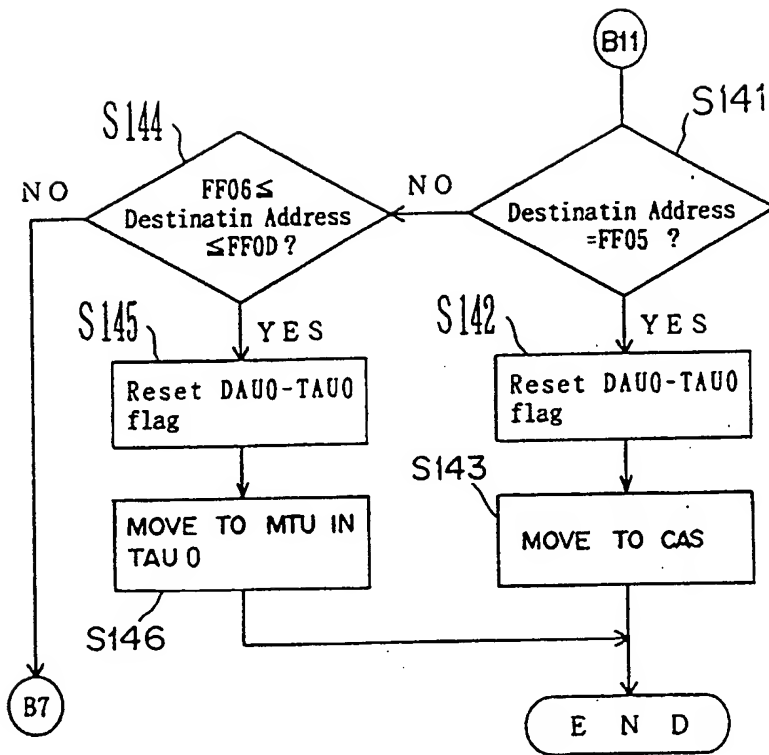 B11
S141
Destinatin Address
=FF05 ?
NO
YES
S144
FF06≤
Destinatin Address
≤FF0D?
NO
YES
S142
Reset DAU0-TAU0
flag
S143
MOVE TO CAS
S145
Reset DAU0-TAU0
flag
MOVE TO MTU IN
TAU 0
S146
B7
END